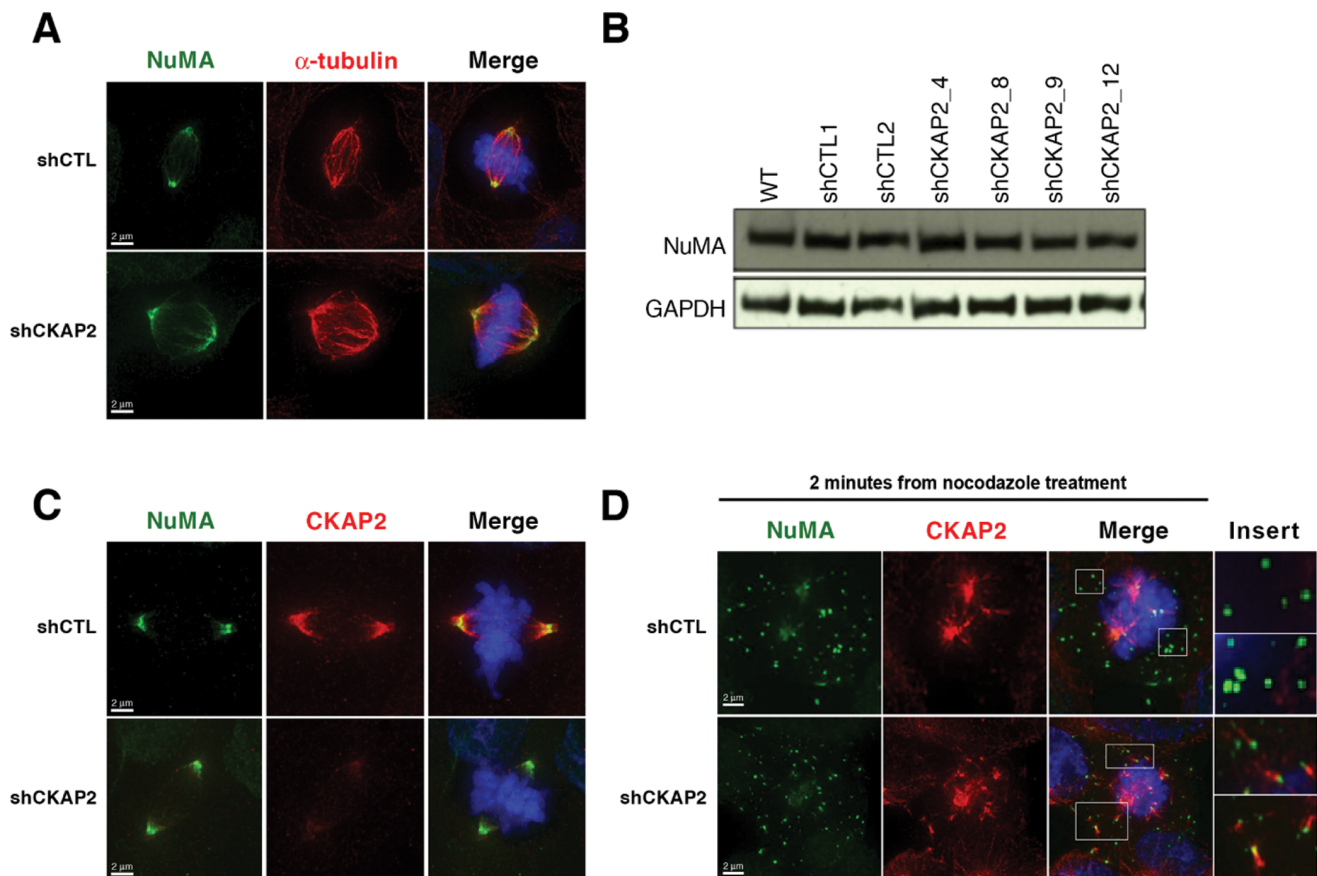 A
NuMA
α-tubulin
Merge
shCTL
2 µm
shCKAP2
2 µm
B
WT
shCTL1
shCTL2
shCKAP2_4
shCKAP2_8
shCKAP2_9
shCKAP2_12
NuMA
GAPDH
C
NuMA
CKAP2
Merge
shCTL
2 µm
shCKAP2
2 µm
D
2 minutes from nocodazole treatment
NuMA
CKAP2
Merge
Insert
shCTL
2 µm
shCKAP2
2 µm